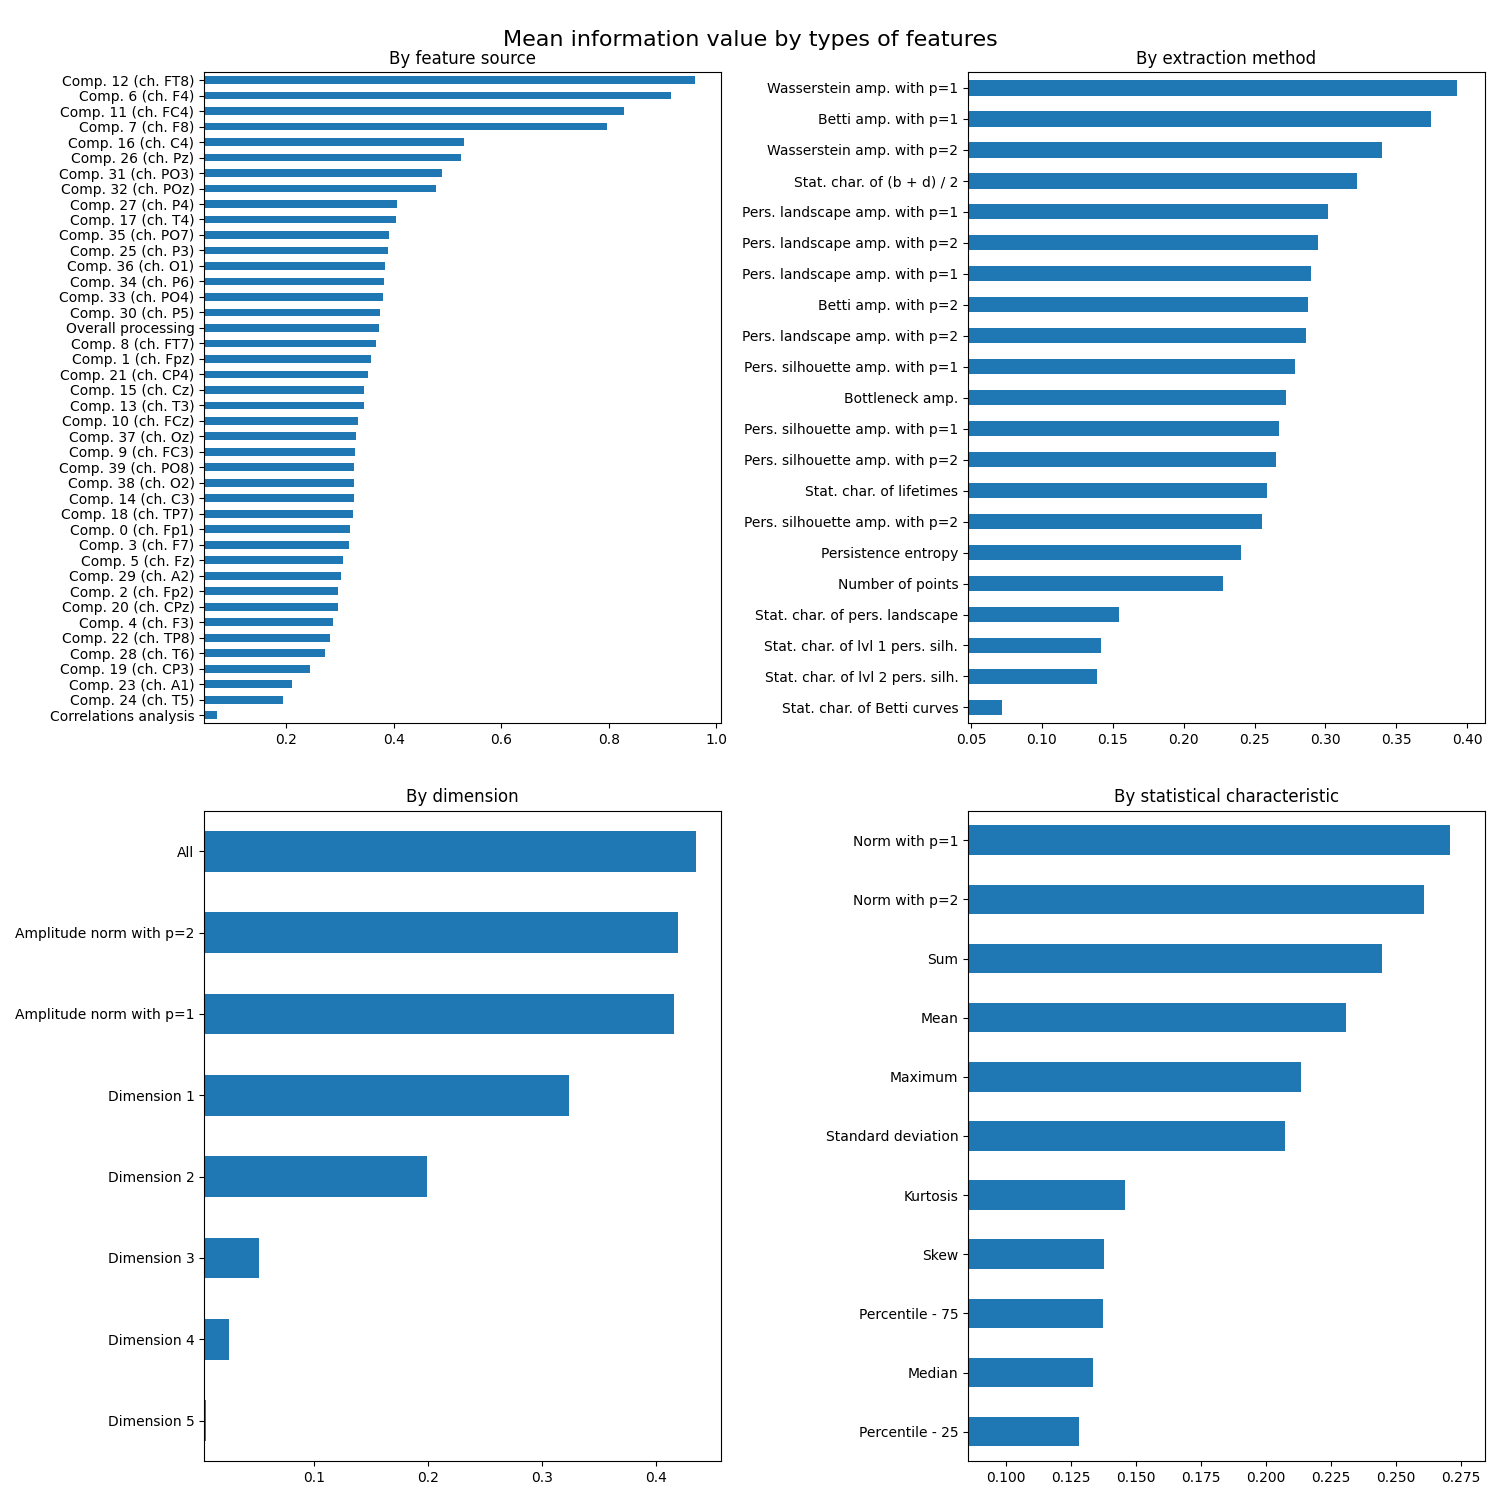 Mean information value by types of features
By feature source
Comp. 12 (ch. FT8)
Comp. 6 (ch. F4)
Comp. 11 (ch. FC4)
Comp. 7 (ch. F8)
Comp. 16 (ch. C4)
Comp. 26 (ch. Pz)
Comp. 31 (ch. PO3)
Comp. 32 (ch. POz)
Comp. 27 (ch. P4)
Comp. 17 (ch. T4)
Comp. 35 (ch. PO7)
Comp. 25 (ch. P3)
Comp. 36 (ch. O1)
Comp. 34 (ch. P6)
Comp. 33 (ch. PO4)
Comp. 30 (ch. P5)
Overall processing
Comp. 8 (ch. FT7)
Comp. 1 (ch. Fpz)
Comp. 21 (ch. CP4)
Comp. 15 (ch. Cz)
Comp. 13 (ch. T3)
Comp. 10 (ch. FCz)
Comp. 37 (ch. Oz)
Comp. 9 (ch. FC3)
Comp. 39 (ch. PO8)
Comp. 38 (ch. O2)
Comp. 14 (ch. C3)
Comp. 18 (ch. TP7)
Comp. 0 (ch. Fp1)
Comp. 3 (ch. F7)
Comp. 5 (ch. Fz)
Comp. 29 (ch. A2)
Comp. 2 (ch. Fp2)
Comp. 20 (ch. CPz)
Comp. 4 (ch. F3)
Comp. 22 (ch. TP8)
Comp. 28 (ch. T6)
Comp. 19 (ch. CP3)
Comp. 23 (ch. A1)
Comp. 24 (ch. T5)
Correlations analysis
0.2 0.4 0.6 0.8 1.0
By extraction method
Wasserstein amp. with p=1
Betti amp. with p=1
Wasserstein amp. with p=2
Stat. char. of (b + d) / 2
Pers. landscape amp. with p=1
Pers. landscape amp. with p=2
Pers. landscape amp. with p=1
Betti amp. with p=2
Pers. landscape amp. with p=2
Pers. silhouette amp. with p=1
Bottleneck amp.
Pers. silhouette amp. with p=1
Pers. silhouette amp. with p=2
Stat. char. of lifetimes
Pers. silhouette amp. with p=2
Persistence entropy
Number of points
Stat. char. of pers. landscape
Stat. char. of lvl 1 pers. silh.
Stat. char. of lvl 2 pers. silh.
Stat. char. of Betti curves
0.05 0.10 0.15 0.20 0.25 0.30 0.35 0.40
By dimension
All
Amplitude norm with p=2
Amplitude norm with p=1
Dimension 1
Dimension 2
Dimension 3
Dimension 4
Dimension 5
0.1 0.2 0.3 0.4
By statistical characteristic
Norm with p=1
Norm with p=2
Sum
Mean
Maximum
Standard deviation
Kurtosis
Skew
Percentile - 75
Median
Percentile - 25
0.100 0.125 0.150 0.175 0.200 0.225 0.250 0.275